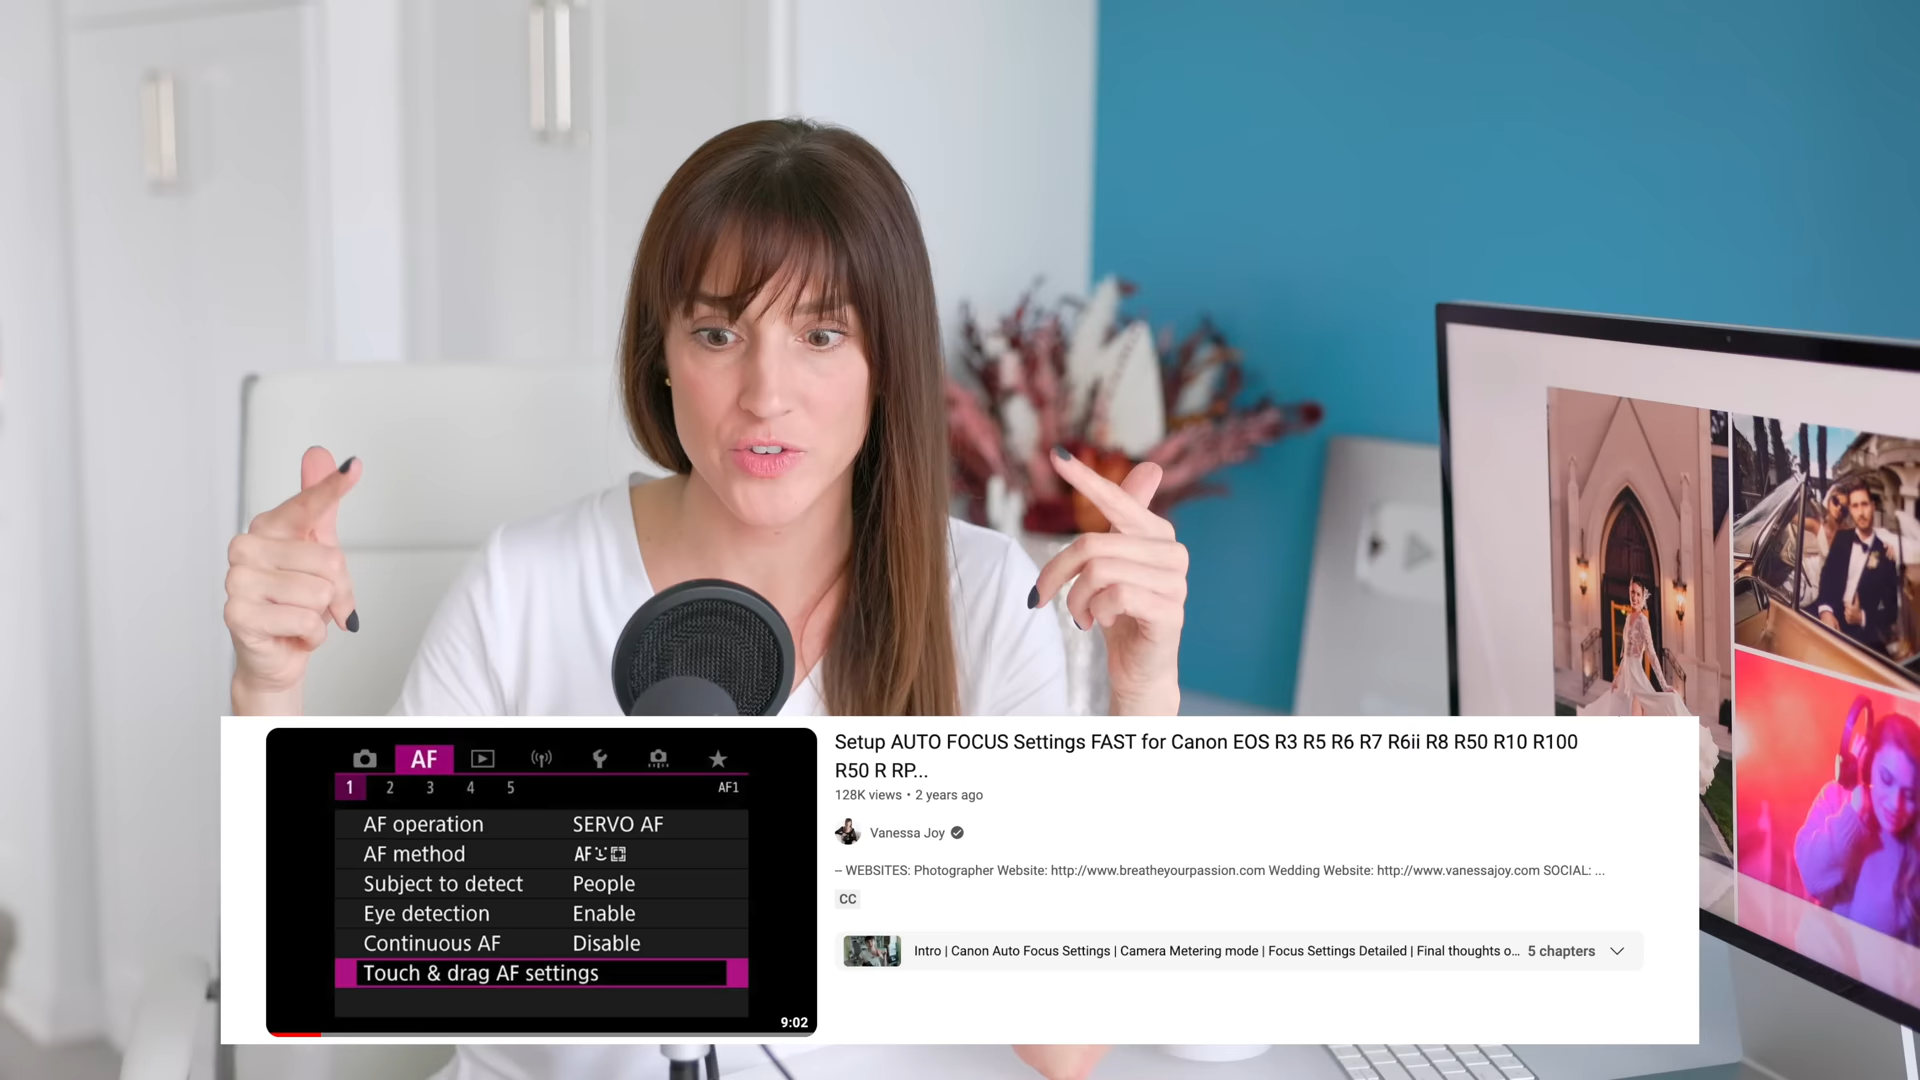 AF
1 2 3 4 5 AF1
AF operation SERVO AF
AF method AF
Subject to detect People
Eye detection Enable
Continuous AF Disable
Touch & drag AF settings
9:02
Setup AUTO FOCUS Settings FAST for Canon EOS R3 R5 R6 R7 R6ii R8 R50 R10 R100
R50 R RP...
128K views • 2 years ago
Vanessa Joy
-- WEBSITES: Photographer Website: http://www.breatheyourpassion.com Wedding Website: http://www.vanessajoy.com SOCIAL: ...
CC
Intro | Canon Auto Focus Settings | Camera Metering mode | Focus Settings Detailed | Final thoughts o... 5 chapters